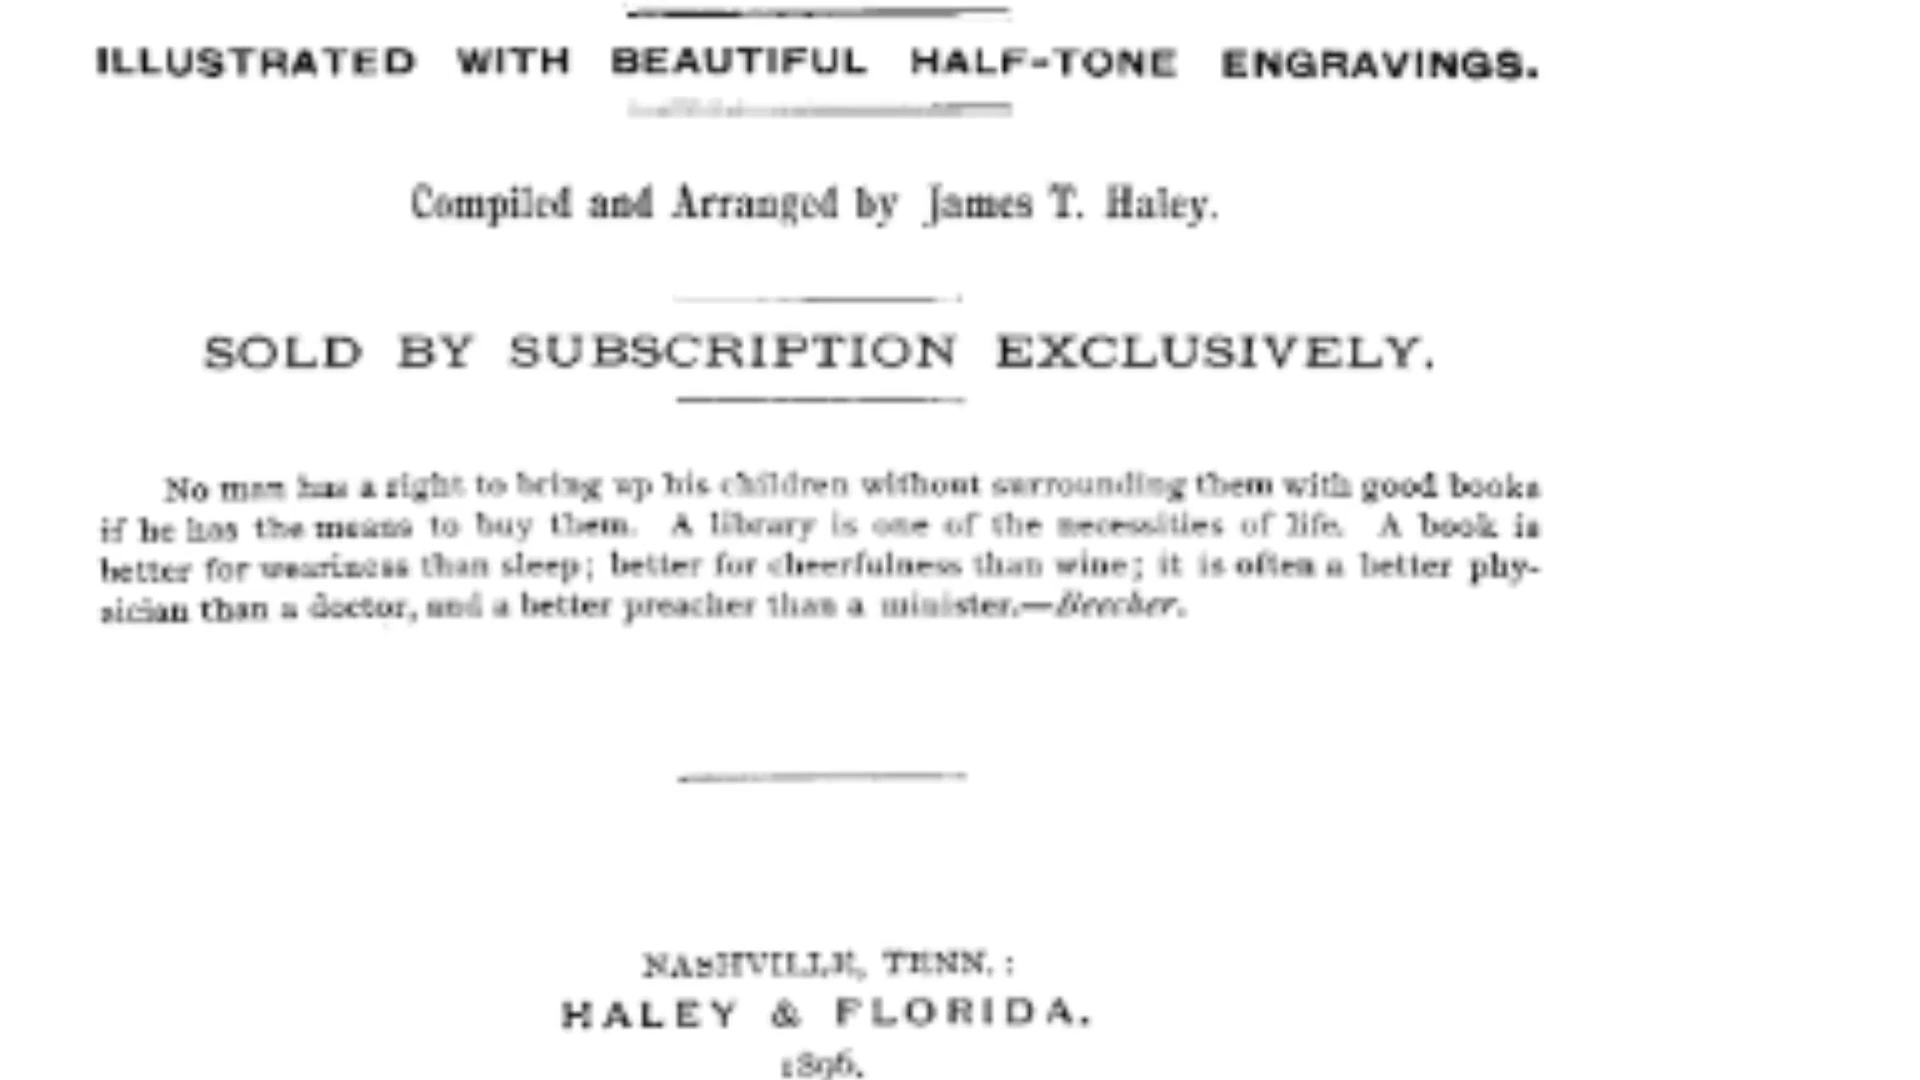 ILLUSTRATED WITH BEAUTIFUL HALF-TONE ENGRAVINGS.
Compiled and Arranged by James T. Haley.
SOLD BY SUBSCRIPTION EXCLUSIVELY.
No man has a right to bring up his children without surrounding them with good books
if he has the means to buy them. A library is one of the necessities of life. A book is
better for weariness than sleep; better for cheerfulness than wine; it is often a better phy-
sician than a doctor, and a better preacher than a minister.—Beecher.
NASHVILLE, TENN.:
HALEY & FLORIDA.
1896.